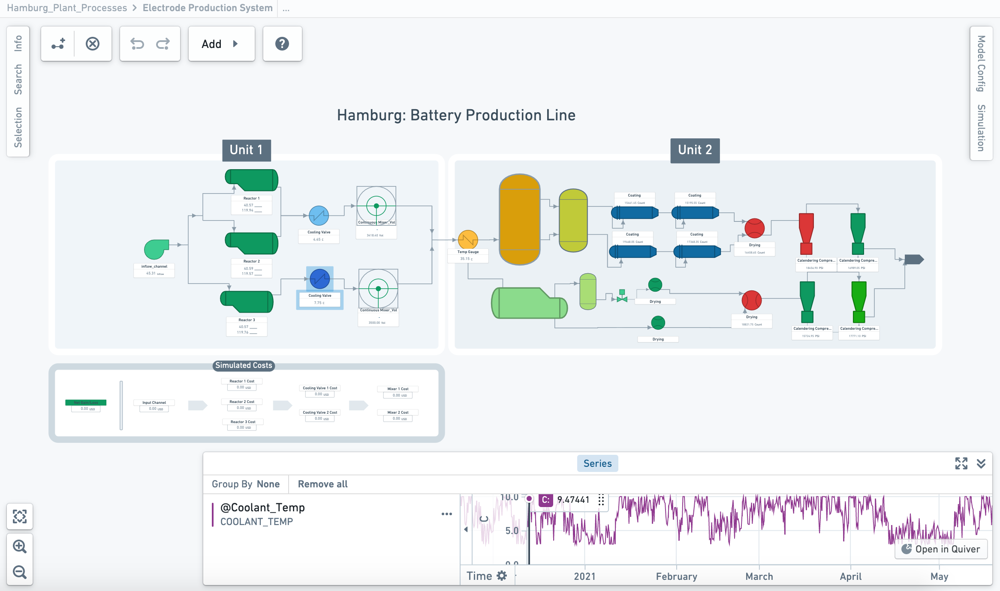 Hamburg_Plant_Processes > Electrode Production System ...
Info
Search
Selection
Add
?
Model Config
Simulation
Hamburg: Battery Production Line
Unit 1
Unit 2
inflow_channel
45.31 Inflow
Reactor 1
40.57
119.94
Reactor 2
40.59
119.57
Reactor 3
40.57
119.76
Cooling Valve
4.45 c
Cooling Valve
7.75 c
Continuous Mixer_Vol
-
3418.40 Vol
Continuous Mixer_Vol
-
3500.00 Vol
Temp Gauge
35.15 c
Coating
15461.45 Count
Coating
15195.55 Count
Coating
19468.05 Count
Coating
17368.35 Count
Drying
16458.65 Count
Drying
Drying
18821.75 Count
Drying
Calendering Compre...
18456.90 PSI
Calendering Compre...
16989.05 PSI
Calendering Compre...
15724.95 PSI
Calendering Compre...
17771.10 PSI
Simulated Costs
Net Gain/Loss
0.00 USD
Input Channel
0.00 USD
Reactor 1 Cost
0.00 USD
Reactor 2 Cost
0.00 USD
Reactor 3 Cost
0.00 USD
Cooling Valve 1 Cost
0.00 USD
Cooling Valve 2 Cost
0.00 USD
Mixer 1 Cost
0.00 USD
Mixer 2 Cost
0.00 USD
Series
Group By None
Remove all
@Coolant_Temp
COOLANT_TEMP
C
10.0
5.0
0.0
C: 9.47441
Open in Quiver
Time
2021
February
March
April
May